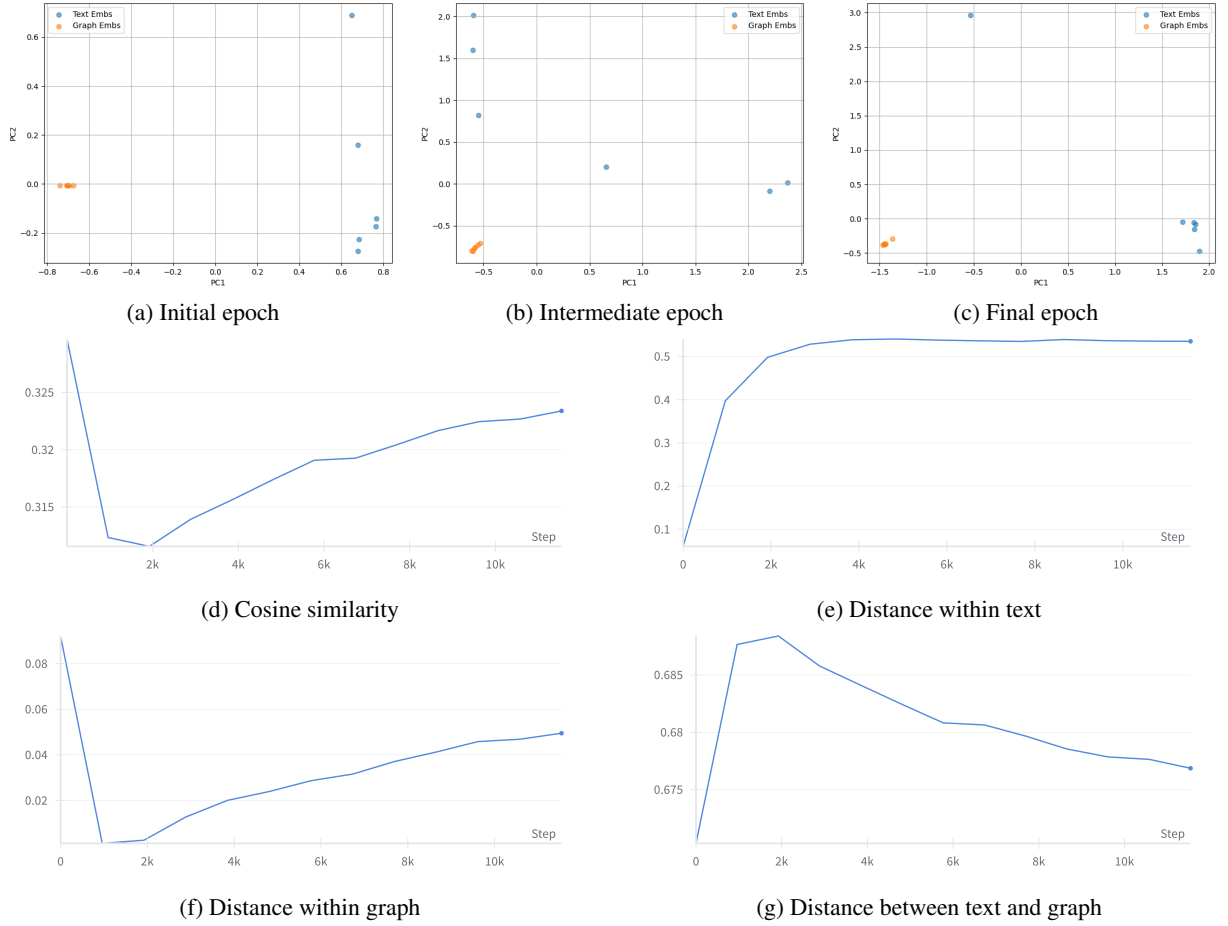 Text Embs
Graph Embs
0.6
0.4
0.2
0.0
−0.2
PC2
−0.8 −0.6 −0.4 −0.2 0.0 0.2 0.4 0.6 0.8
PC1
(a) Initial epoch
Text Embs
Graph Embs
2.0
1.5
1.0
0.5
0.0
−0.5
PC2
−0.5 0.0 0.5 1.0 1.5 2.0 2.5
PC1
(b) Intermediate epoch
Text Embs
Graph Embs
3.0
2.5
2.0
1.5
1.0
0.5
0.0
−0.5
PC2
−1.5 −1.0 −0.5 0.0 0.5 1.0 1.5 2.0
PC1
(c) Final epoch
0.325
0.32
0.315
Step
2k 4k 6k 8k 10k
(d) Cosine similarity
0.5
0.4
0.3
0.2
0.1
Step
0 2k 4k 6k 8k 10k
(e) Distance within text
0.08
0.06
0.04
0.02
Step
0 2k 4k 6k 8k 10k
(f) Distance within graph
0.685
0.68
0.675
Step
0 2k 4k 6k 8k 10k
(g) Distance between text and graph